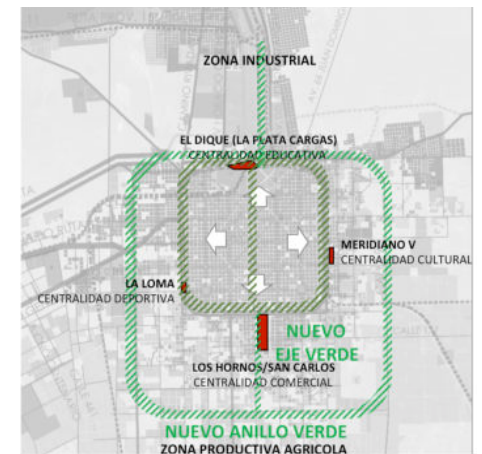 ZONA INDUSTRIAL
EL DIQUE (LA PLATA CARGAS)
CENTRALIDAD EDUCATIVA
MERIDIANO V
CENTRALIDAD CULTURAL
LA LOMA
CENTRALIDAD DEPORTIVA
NUEVO
EJE VERDE
LOS HORNOS/SAN CARLOS
CENTRALIDAD COMERCIAL
NUEVO ANILLO VERDE
ZONA PRODUCTIVA AGRICOLA